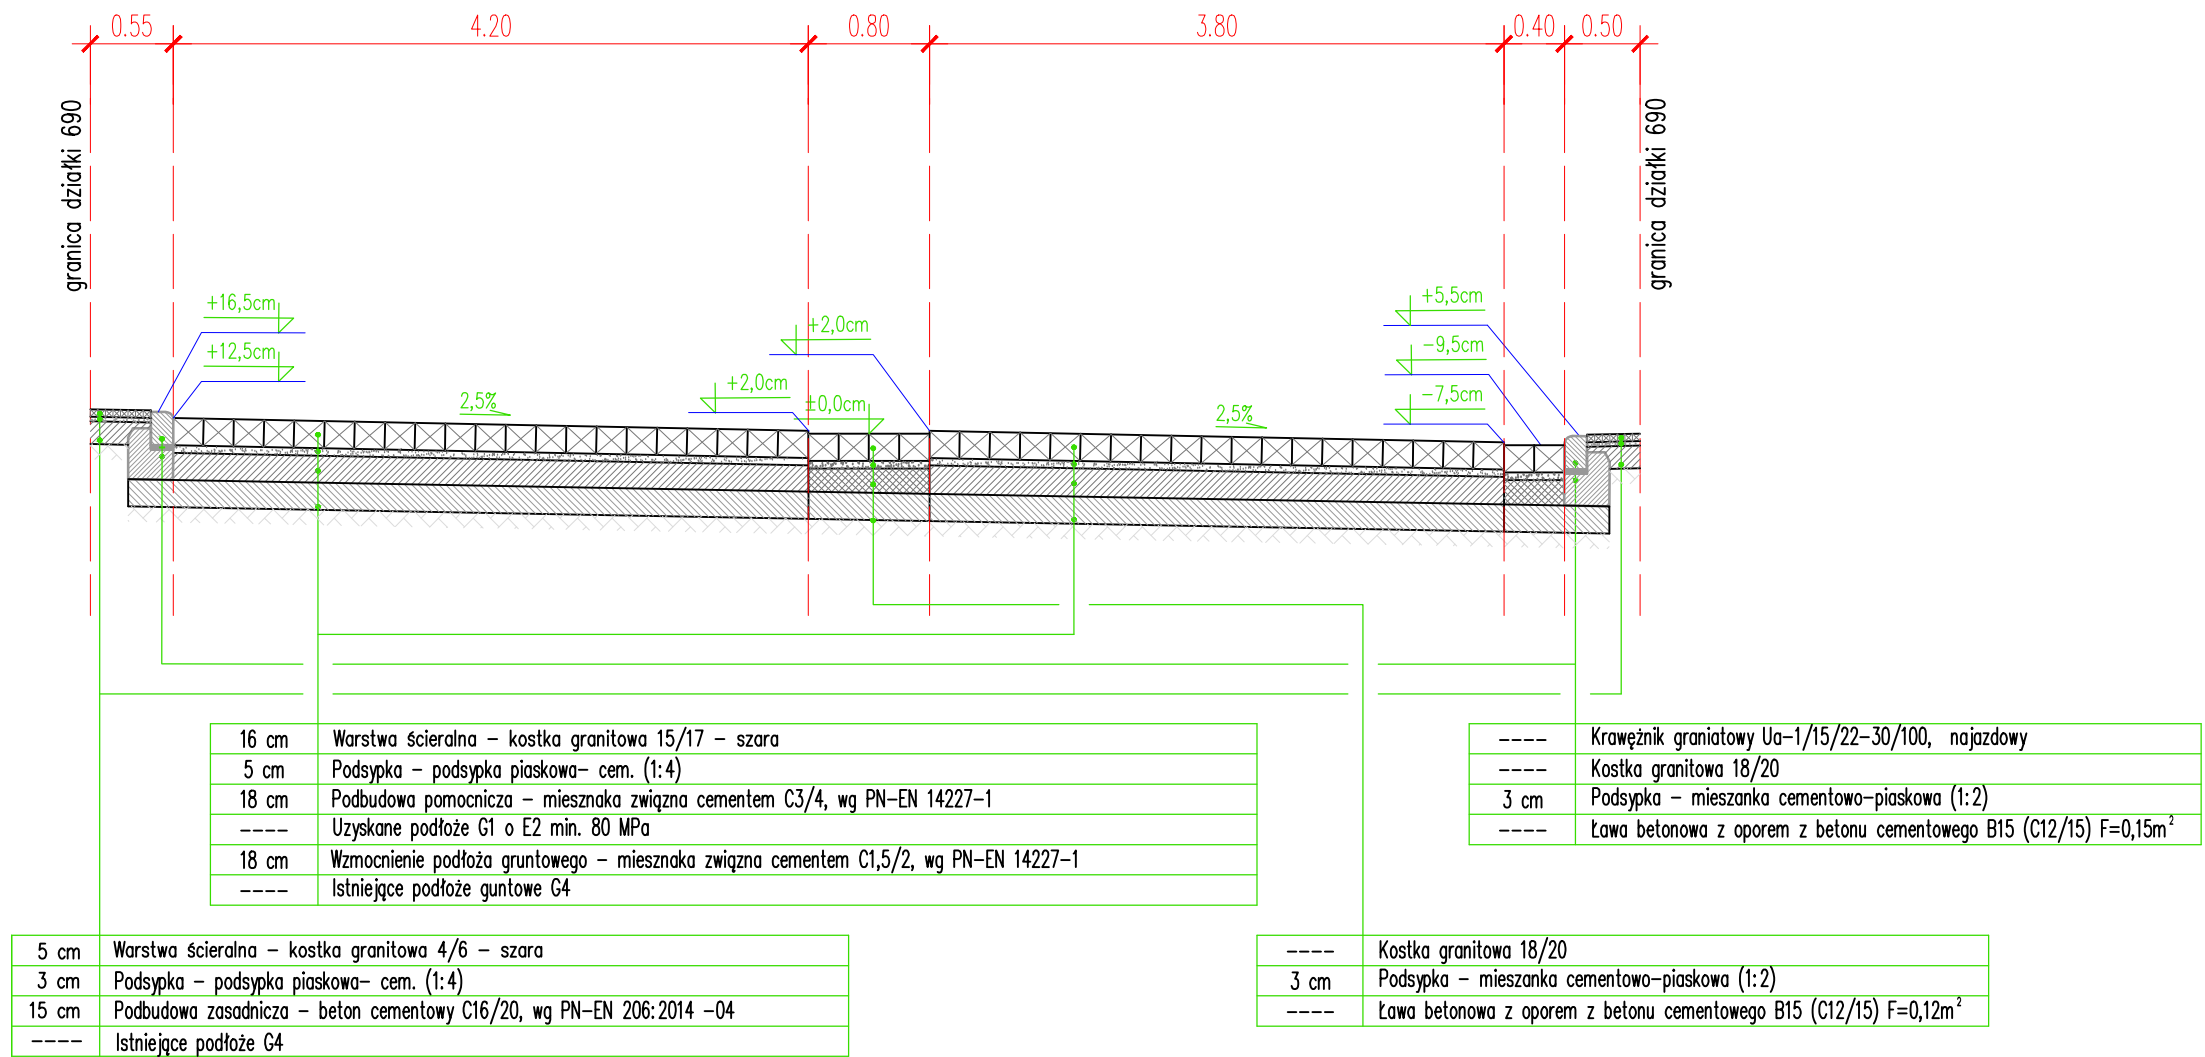 0.55 4.20 0.80 3.80 0.40 0.50
granica działki 690
granica działki 690
+16,5cm
+12,5cm
2,5%
+2,0cm
+2,0cm
±0,0cm
2,5%
+5,5cm
-9,5cm
-7,5cm
16 cm Warstwa ścieralna – kostka granitowa 15/17 – szara
5 cm Podsypka – podsypka piaskowa– cem. (1:4)
18 cm Podbudowa pomocnicza – miesznaka związna cementem C3/4, wg PN–EN 14227–1
---- Uzyskane podłoże G1 o E2 min. 80 MPa
18 cm Wzmocnienie podłoża gruntowego – miesznaka związna cementem C1,5/2, wg PN–EN 14227–1
---- Istniejące podłoże guntowe G4
---- Krawężnik graniatowy Ua–1/15/22–30/100, najazdowy
---- Kostka granitowa 18/20
3 cm Podsypka – mieszanka cementowo–piaskowa (1:2)
---- Ława betonowa z oporem z betonu cementowego B15 (C12/15) F=0,15m²
5 cm Warstwa ścieralna – kostka granitowa 4/6 – szara
3 cm Podsypka – podsypka piaskowa– cem. (1:4)
15 cm Podbudowa zasadnicza – beton cementowy C16/20, wg PN–EN 206:2014 –04
---- Istniejące podłoże G4
---- Kostka granitowa 18/20
3 cm Podsypka – mieszanka cementowo–piaskowa (1:2)
---- Ława betonowa z oporem z betonu cementowego B15 (C12/15) F=0,12m²